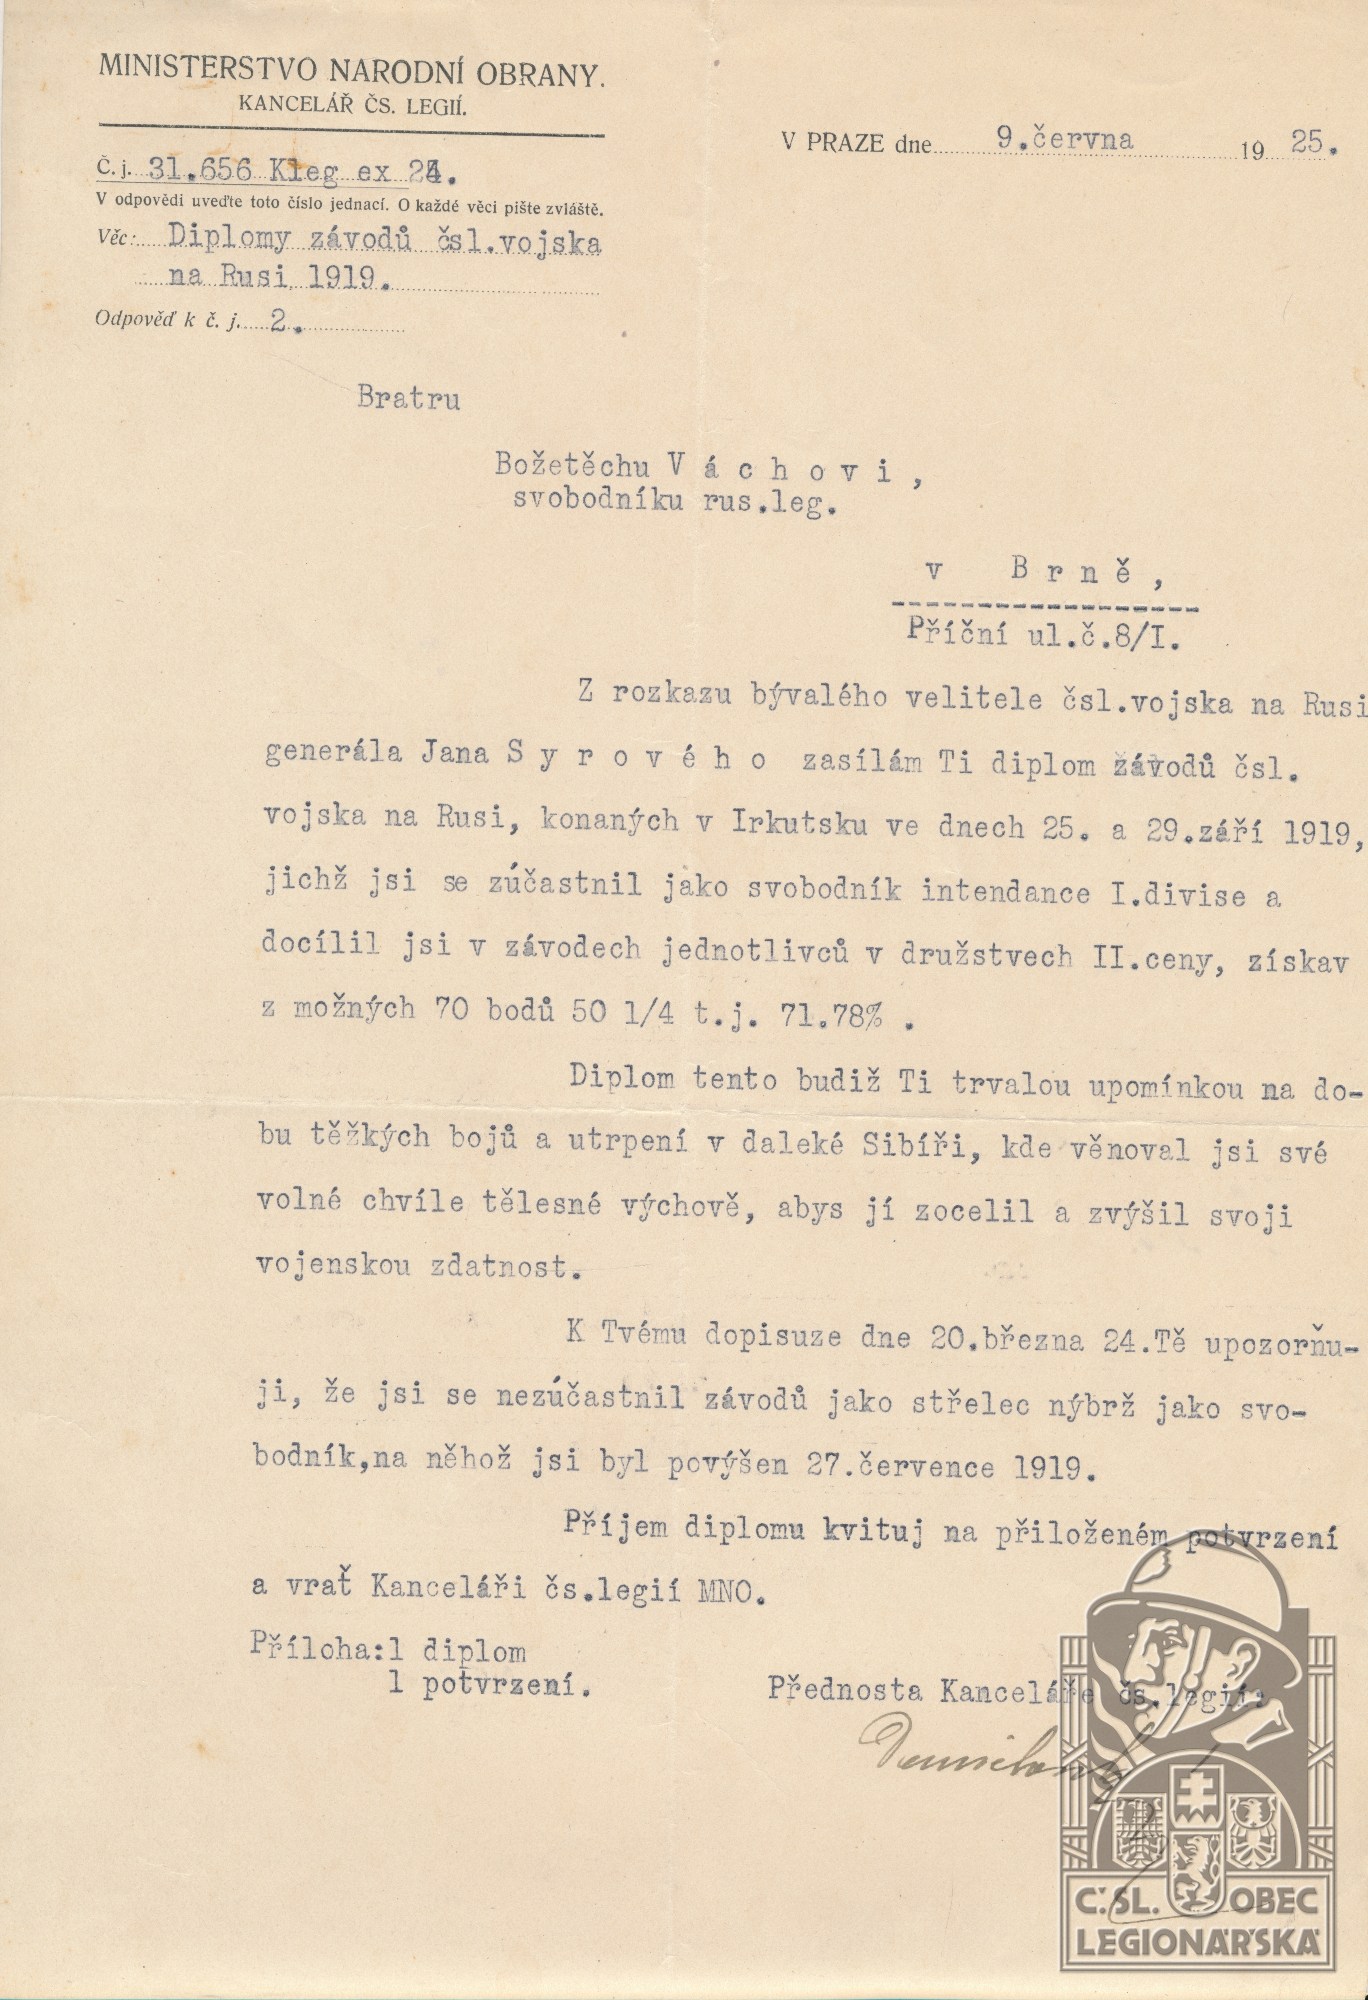 MINISTERSTVO NARODNÍ OBRANY.
KANCELÁŘ ČS. LEGIÍ.
V PRAZE dne 9.června 1925.
Č. j. 31.656 Kleg ex 24.
V odpovědi uveďte toto číslo jednací. O každé věci pište zvláště.
Věc: Diplomy závodů čsl.vojska
na Rusi 1919.
Odpověď k č. j. 2.
Bratru
Božetěchu V á c h o v i ,
svobodníku rus.leg.
v B r n ě ,
Příční ul.č.8/I.
Z rozkazu bývalého velitele čsl.vojska na Rusi
generála Jana S y r o v é h o zasílám Ti diplom závodů čsl.
vojska na Rusi, konaných v Irkutsku ve dnech 25. a 29.září 1919,
jichž jsi se zúčastnil jako svobodník intendance I.divise a
docílil jsi v závodech jednotlivců v družstvech II.ceny, získav
z možných 70 bodů 50 1/4 t.j. 71.78% .
Diplom tento budiž Ti trvalou upomínkou na do-
bu těžkých bojů a utrpení v daleké Sibíři, kde věnoval jsi své
volné chvíle tělesné výchově, abys jí zocelil a zvýšil svoji
vojenskou zdatnost.
K Tvému dopisuze dne 20.března 24.Tě upozorňu-
ji, že jsi se nezúčastnil závodů jako střelec nýbrž jako svo-
bodník,na něhož jsi byl povýšen 27.července 1919.
Příjem diplomu kvituj na přiloženém potvrzení
a vrať Kanceláři čs.legií MNO.
Příloha:1 diplom
1 potvrzení.
Přednosta Kanceláře čs.legií:
Č.SL. OBEC
LEGIONÁŘSKÁ